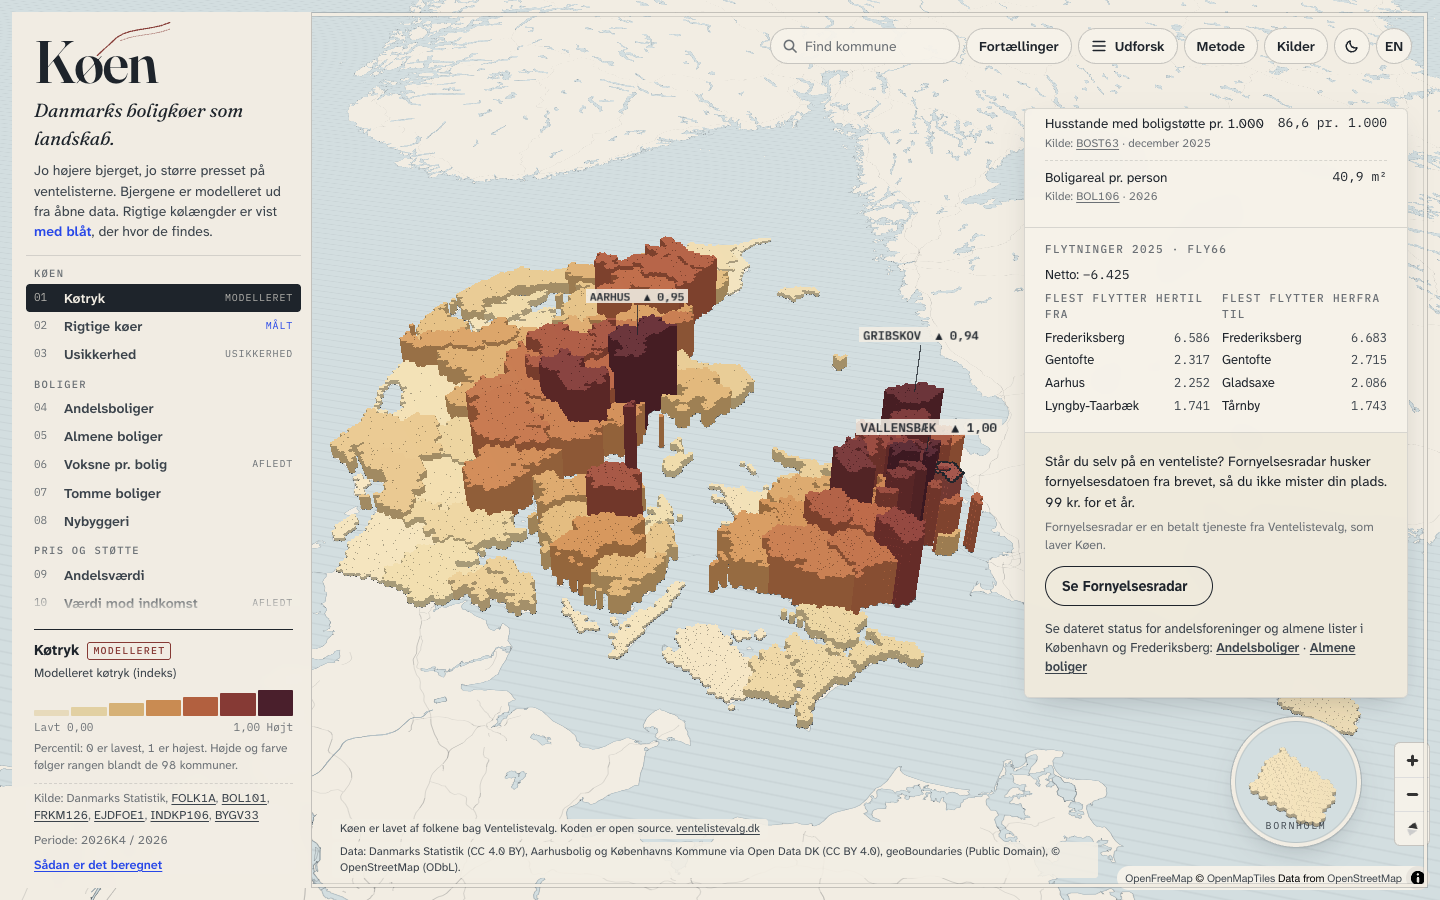 Køen
Danmarks boligkøer som
landskab.
Jo højere bjerget, jo større presset på
ventelisterne. Bjergene er modelleret ud
fra åbne data. Rigtige kølængder er vist
med blåt, der hvor de findes.
KØEN
01 Køtryk MODELLERET
02 Rigtige køer MÅLT
03 Usikkerhed USIKKERHED
BOLIGER
04 Andelsboliger
05 Almene boliger
06 Voksne pr. bolig AFLEDT
07 Tomme boliger
08 Nybyggeri
PRIS OG STØTTE
09 Andelsværdi
10 Værdi mod indkomst AFLEDT
Køtryk MODELLERET
Modelleret køtryk (indeks)
Lavt 0,00 1,00 Højt
Percentil: 0 er lavest, 1 er højest. Højde og farve
følger rangen blandt de 98 kommuner.
Kilde: Danmarks Statistik, FOLK1A, BOL101,
FRKM126, EJDFOE1, INDKP106, BYGV33
Periode: 2026K4 / 2026
Sådan er det beregnet
Find kommune
Fortællinger
Udforsk
Metode
Kilder
EN
AARHUS ▲ 0,95
GRIBSKOV ▲ 0,94
VALLENSBÆK ▲ 1,00
Husstande med boligstøtte pr. 1.000 86,6 pr. 1.000
Kilde: BOST63 · december 2025
Boligareal pr. person 40,9 m²
Kilde: BOL106 · 2026
FLYTNINGER 2025 · FLY66
Netto: −6.425
FLEST FLYTTER HERTIL FRA
FLEST FLYTTER HERFRA TIL
Frederiksberg 6.586 Frederiksberg 6.683
Gentofte 2.317 Gentofte 2.715
Aarhus 2.252 Gladsaxe 2.086
Lyngby-Taarbæk 1.741 Tårnby 1.743
Står du selv på en venteliste? Fornyelsesradar husker
fornyelsesdatoen fra brevet, så du ikke mister din plads.
99 kr. for et år.
Fornyelsesradar er en betalt tjeneste fra Ventelistevalg, som
laver Køen.
Se Fornyelsesradar
Se dateret status for andelsforeninger og almene lister i
København og Frederiksberg: Andelsboliger · Almene
boliger
BORNHOLM
Køen er lavet af folkene bag Ventelistevalg. Koden er open source. ventelistevalg.dk
Data: Danmarks Statistik (CC 4.0 BY), Aarhusbolig og Københavns Kommune via Open Data DK (CC BY 4.0), geoBoundaries (Public Domain), ©
OpenStreetMap (ODbL).
OpenFreeMap © OpenMapTiles Data from OpenStreetMap